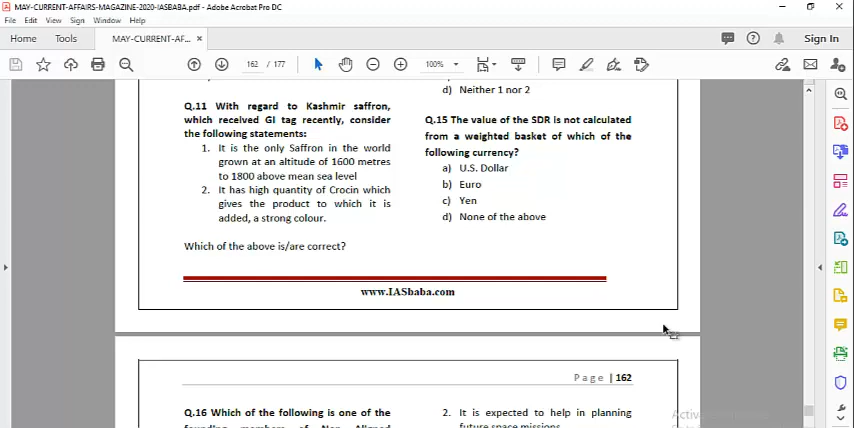 MAY-CURRENT-AFFAIRS-MAGAZINE-2020-IASBABA.pdf - Adobe Acrobat Pro DC
File Edit View Sign Window Help
Home Tools MAY-CURRENT-AF... × Sign In
162 / 177 100%
Q.11 With regard to Kashmir saffron,
which received GI tag recently, consider
the following statements:
1. It is the only Saffron in the world
grown at an altitude of 1600 metres
to 1800 above mean sea level
2. It has high quantity of Crocin which
gives the product to which it is
added, a strong colour.
Which of the above is/are correct?
d) Neither 1 nor 2
Q.15 The value of the SDR is not calculated
from a weighted basket of which of the
following currency?
a) U.S. Dollar
b) Euro
c) Yen
d) None of the above
www.IASbaba.com
Page | 162
Q.16 Which of the following is one of the
founding members of Non Aligned
2. It is expected to help in planning
future space missions